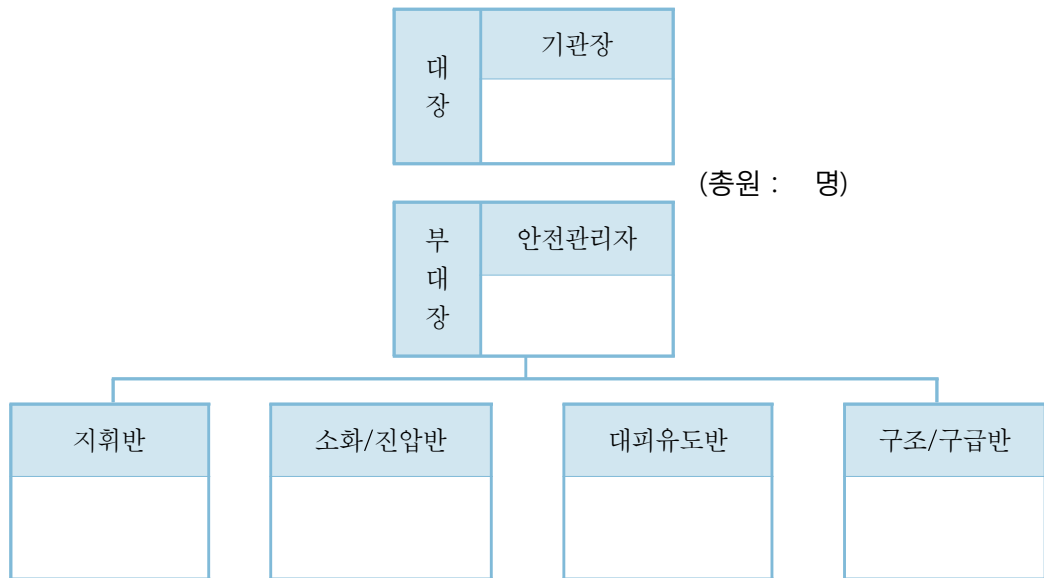 대
장
기관장
(총원 :    명)
부
대
장
안전관리자
지휘반
소화/진압반
대피유도반
구조/구급반